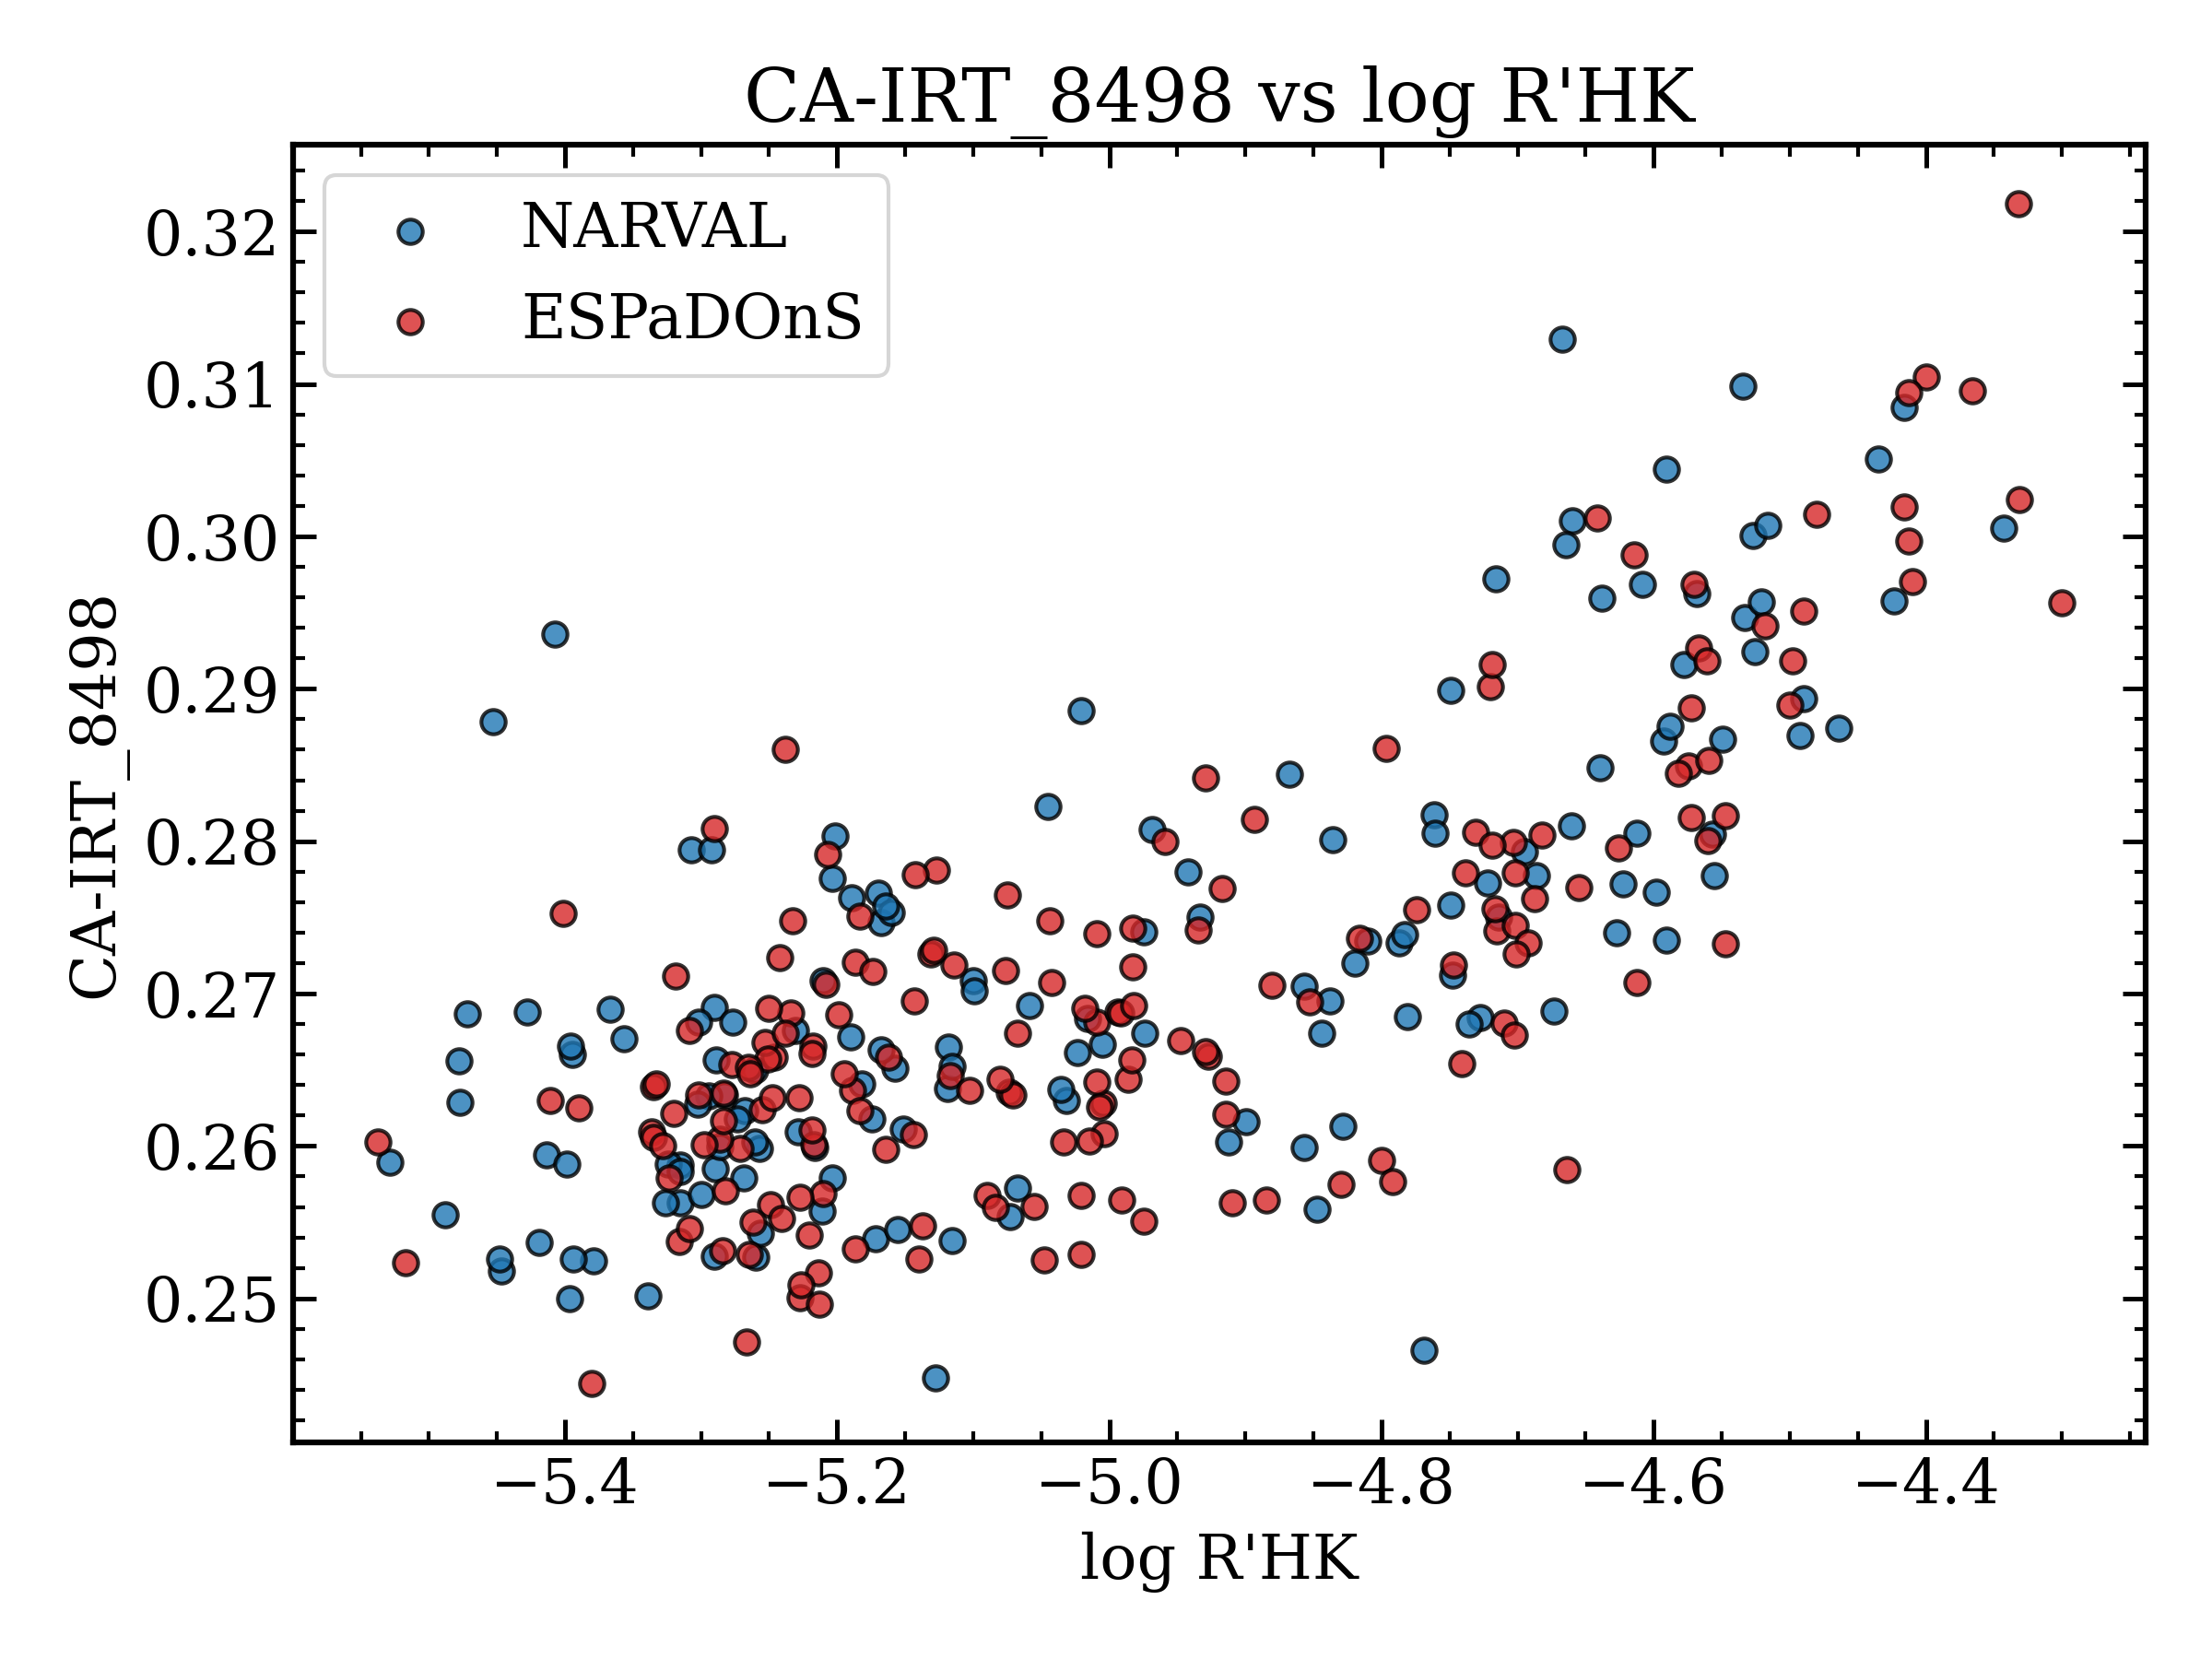 CA-IRT_8498 vs log R'HK
NARVAL
ESPaDOnS
0.32
0.31
0.30
0.29
0.28
0.27
0.26
0.25
CA-IRT_8498
−5.4 −5.2 −5.0 −4.8 −4.6 −4.4
log R'HK